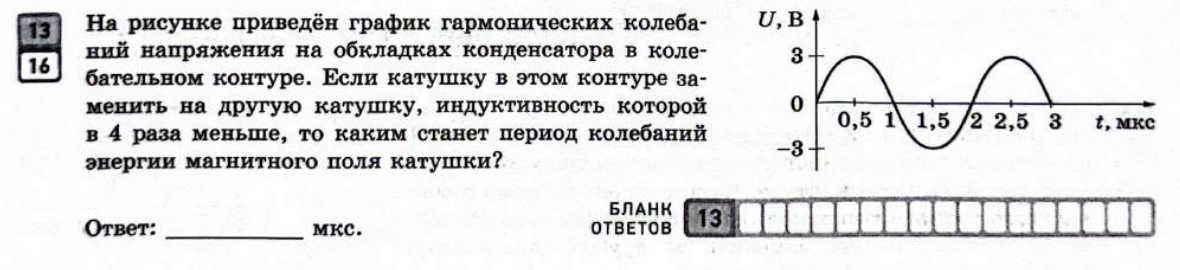 13
16
На рисунке приведён график гармонических колеба-
ний напряжения на обкладках конденсатора в коле-
бательном контуре. Если катушку в этом контуре за-
менить на другую катушку, индуктивность которой
в 4 раза меньше, то каким станет период колебаний
энергии магнитного поля катушки?
U, В
3
0
0,5 1 1,5 2 2,5 3 t, мкс
–3
Ответ: __________ мкс.
БЛАНК
ОТВЕТОВ
13